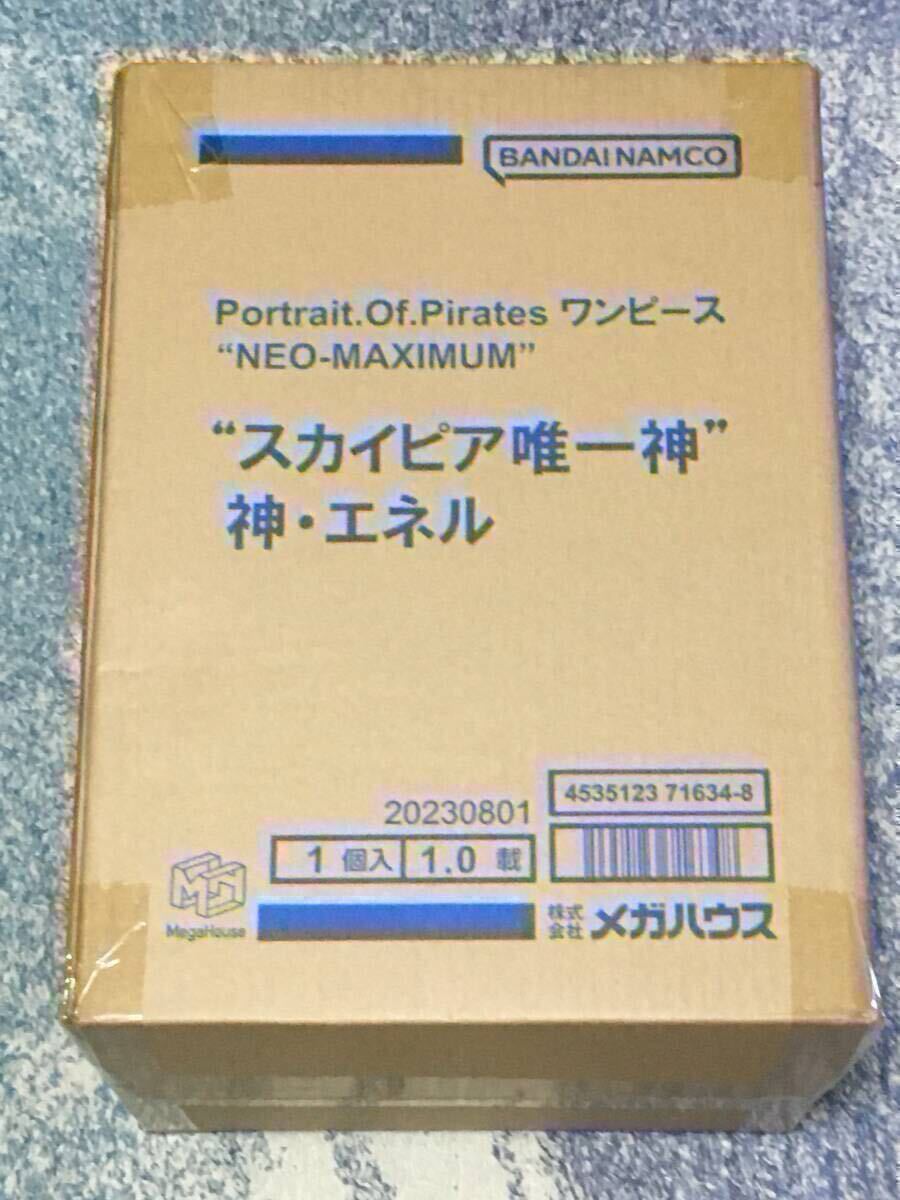 BANDAI NAMCO
Portrait.Of.Pirates ワンピース
“NEO-MAXIMUM”
“スカイピア唯一神”
神・エネル
4535123 71634-8
20230801
1 個入 1.0 載
MegaHouse
株式会社 メガハウス